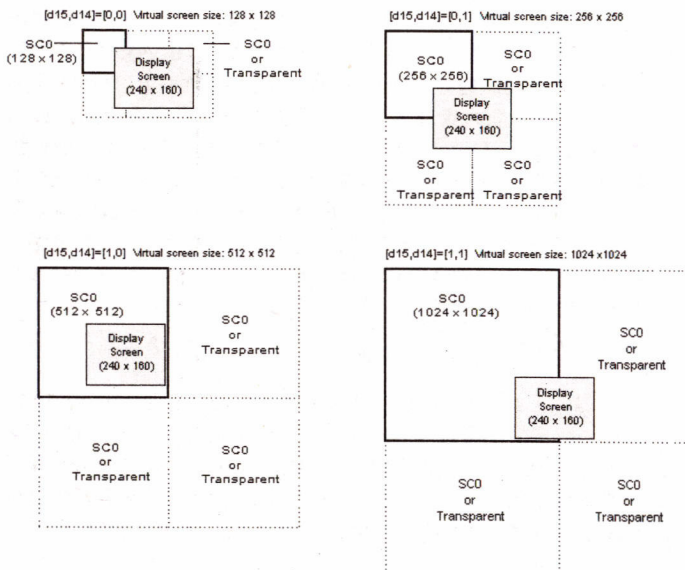 [d15,d14]=[0,0] Virtual screen size: 128 x 128
SC0
(128 x 128)
Display
Screen
(240 x 160)
SC0
or
Transparent
[d15,d14]=[0,1] Virtual screen size: 256 x 256
SC0
(256 x 256)
SC0
or
Transparent
Display
Screen
(240 x 160)
SC0
or
Transparent
SC0
or
Transparent
[d15,d14]=[1,0] Virtual screen size: 512 x 512
SC0
(512 x 512)
Display
Screen
(240 x 160)
SC0
or
Transparent
SC0
or
Transparent
SC0
or
Transparent
[d15,d14]=[1,1] Virtual screen size: 1024 x1024
SC0
(1024 x 1024)
SC0
or
Transparent
Display
Screen
(240 x 160)
SC0
or
Transparent
SC0
or
Transparent